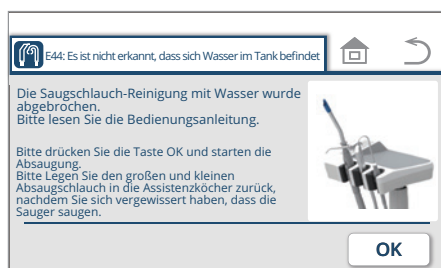 E44: Es ist nicht erkannt, dass sich Wasser im Tank befindet
Die Saugschlauch-Reinigung mit Wasser wurde
abgebrochen.
Bitte lesen Sie die Bedienungsanleitung.
Bitte drücken Sie die Taste OK und starten die
Absaugung.
Bitte Legen Sie den großen und kleinen
Absaugschlauch in die Assistenzköcher zurück,
nachdem Sie sich vergewissert haben, dass die
Sauger saugen.
OK